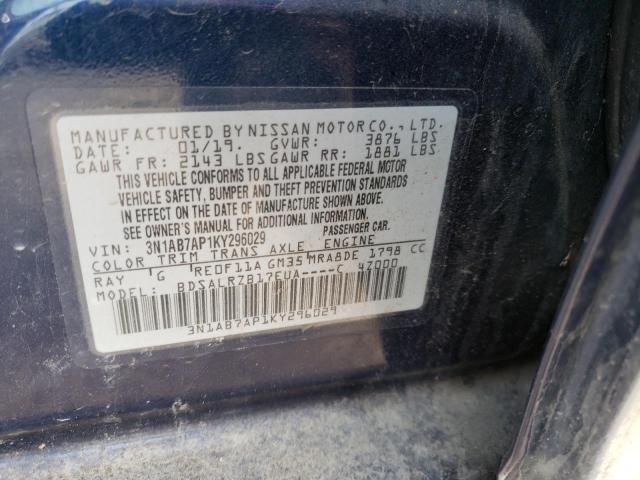 MANUFACTURED BY NISSAN MOTOR CO., LTD.
DATE: 01/19. GVWR: 3876 LBS
GAWR FR: 2143 LBS GAWR RR: 1881 LBS
THIS VEHICLE CONFORMS TO ALL APPLICABLE FEDERAL MOTOR
VEHICLE SAFETY, BUMPER AND THEFT PREVENTION STANDARDS
IN EFFECT ON THE DATE OF MANUFACTURE SHOWN ABOVE.
SEE OWNER'S MANUAL FOR ADDITIONAL INFORMATION.
VIN: 3N1AB7AP1KY296029 PASSENGER CAR.
COLOR TRIM TRANS AXLE ENGINE
RAY G RE0F11A GM35 MRA8DE 1798 CC
MODEL: BDSALRZB17EUA----C 4Z000
3N1AB7AP1KY296029